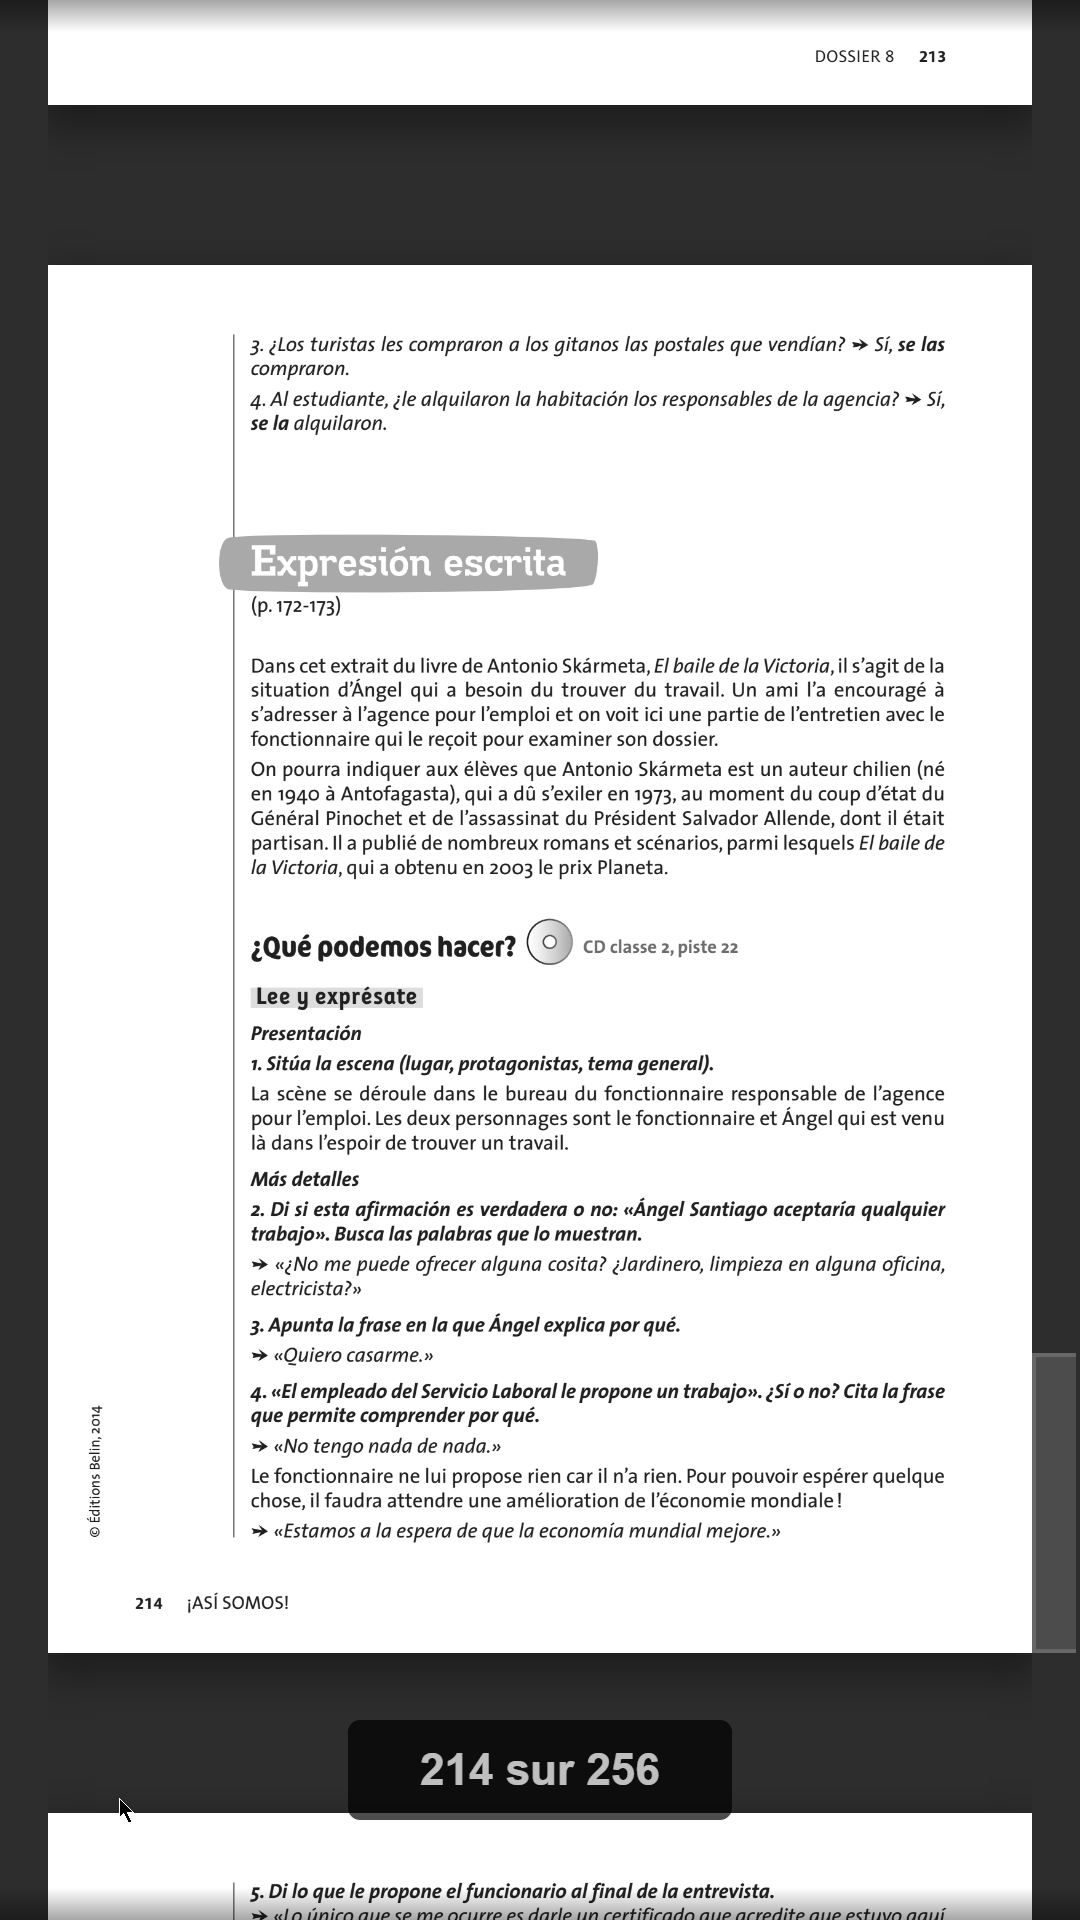 DOSSIER 8 213
3. ¿Los turistas les compraron a los gitanos las postales que vendían? ➙ Sí, se las
compraron.
4. Al estudiante, ¿le alquilaron la habitación los responsables de la agencia? ➙ Sí,
se la alquilaron.
Expresión escrita
(p. 172-173)
Dans cet extrait du livre de Antonio Skármeta, El baile de la Victoria, il s’agit de la
situation d’Ángel qui a besoin du trouver du travail. Un ami l’a encouragé à
s’adresser à l’agence pour l’emploi et on voit ici une partie de l’entretien avec le
fonctionnaire qui le reçoit pour examiner son dossier.
On pourra indiquer aux élèves que Antonio Skármeta est un auteur chilien (né
en 1940 à Antofagasta), qui a dû s’exiler en 1973, au moment du coup d’état du
Général Pinochet et de l’assassinat du Président Salvador Allende, dont il était
partisan. Il a publié de nombreux romans et scénarios, parmi lesquels El baile de
la Victoria, qui a obtenu en 2003 le prix Planeta.
¿Qué podemos hacer? CD classe 2, piste 22
Lee y exprésate
Presentación
1. Sitúa la escena (lugar, protagonistas, tema general).
La scène se déroule dans le bureau du fonctionnaire responsable de l’agence
pour l’emploi. Les deux personnages sont le fonctionnaire et Ángel qui est venu
là dans l’espoir de trouver un travail.
Más detalles
2. Di si esta afirmación es verdadera o no: «Ángel Santiago aceptaría qualquier
trabajo». Busca las palabras que lo muestran.
➙ «¿No me puede ofrecer alguna cosita? ¿Jardinero, limpieza en alguna oficina,
electricista?»
3. Apunta la frase en la que Ángel explica por qué.
➙ «Quiero casarme.»
4. «El empleado del Servicio Laboral le propone un trabajo». ¿Sí o no? Cita la frase
que permite comprender por qué.
➙ «No tengo nada de nada.»
Le fonctionnaire ne lui propose rien car il n’a rien. Pour pouvoir espérer quelque
chose, il faudra attendre une amélioration de l’économie mondiale !
➙ «Estamos a la espera de que la economía mundial mejore.»
© Éditions Belin, 2014
214 ¡ASÍ SOMOS!
214 sur 256
5. Di lo que le propone el funcionario al final de la entrevista.
➙ «Lo único que se me ocurre es darle un certificado que acredite que estuvo aquí